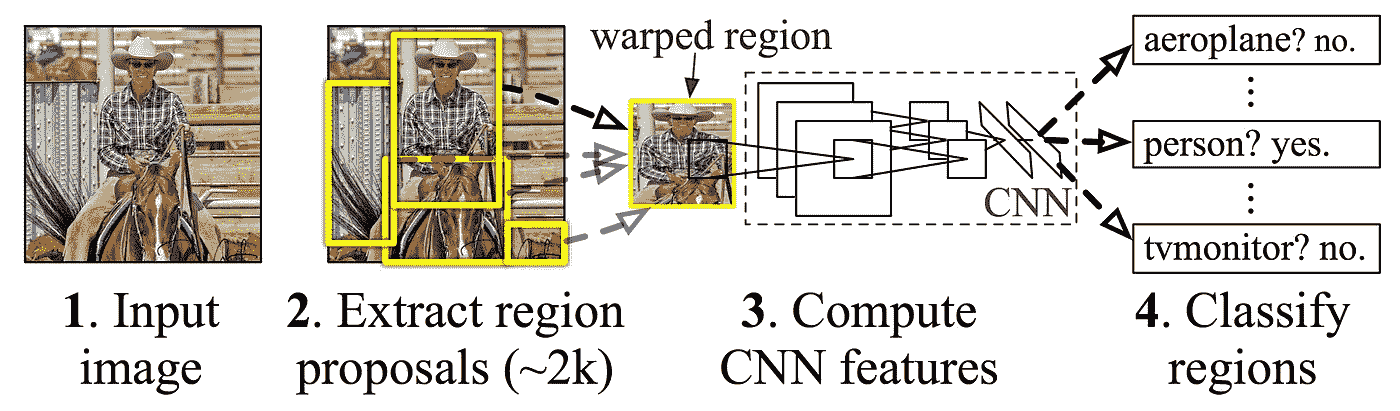 warped region
aeroplane? no.
person? yes.
CNN
tvmonitor? no.
1. Input
image
2. Extract region
proposals (~2k)
3. Compute
CNN features
4. Classify
regions